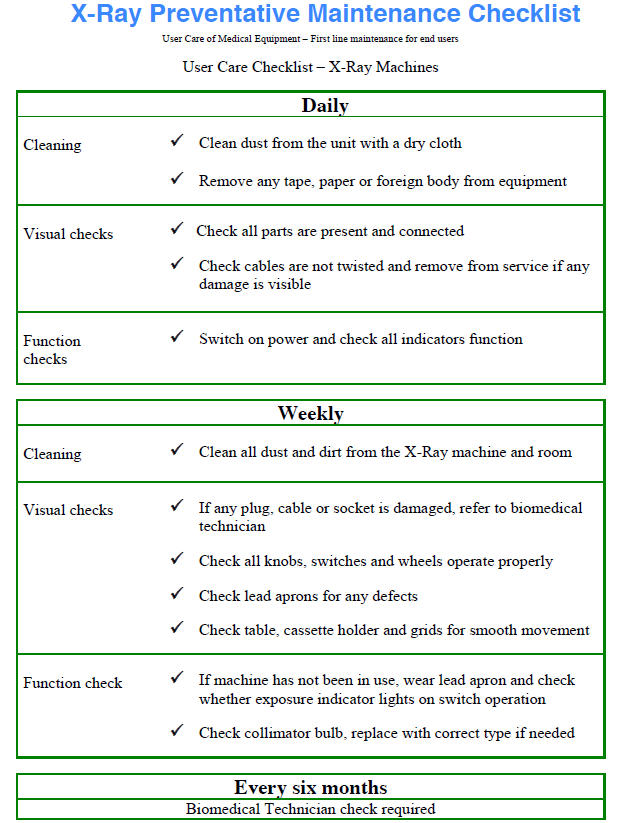 X-Ray Preventative Maintenance Checklist
User Care of Medical Equipment – First line maintenance for end users
User Care Checklist – X-Ray Machines
Daily
Cleaning
✓ Clean dust from the unit with a dry cloth
✓ Remove any tape, paper or foreign body from equipment
Visual checks
✓ Check all parts are present and connected
✓ Check cables are not twisted and remove from service if any
damage is visible
Function
checks
✓ Switch on power and check all indicators function
Weekly
Cleaning
✓ Clean all dust and dirt from the X-Ray machine and room
Visual checks
✓ If any plug, cable or socket is damaged, refer to biomedical
technician
✓ Check all knobs, switches and wheels operate properly
✓ Check lead aprons for any defects
✓ Check table, cassette holder and grids for smooth movement
Function check
✓ If machine has not been in use, wear lead apron and check
whether exposure indicator lights on switch operation
✓ Check collimator bulb, replace with correct type if needed
Every six months
Biomedical Technician check required